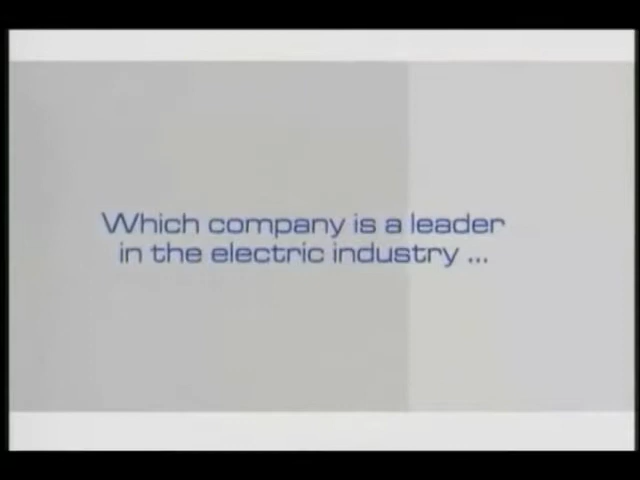 Which company is a leader
in the electric industry ...